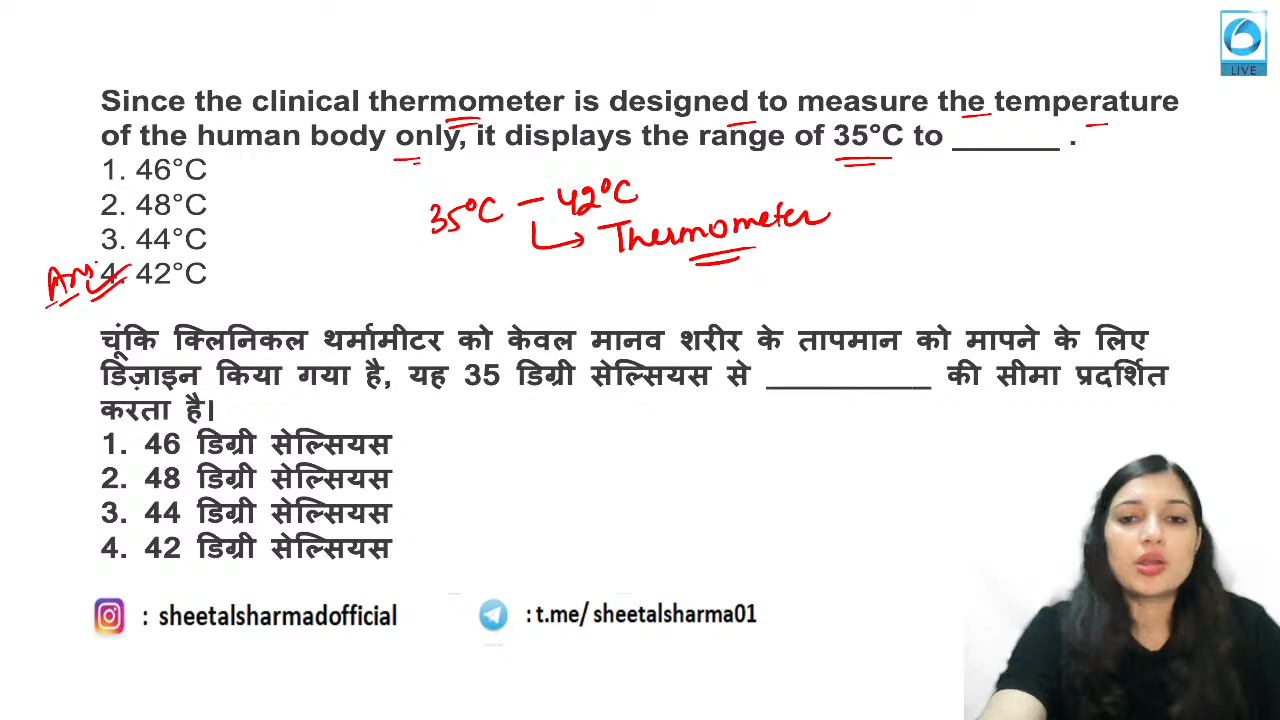 LIVE
Since the clinical thermometer is designed to measure the temperature
of the human body only, it displays the range of 35°C to _______ .
1. 46°C
2. 48°C
3. 44°C
4. 42°C
35°C – 42°C
Thermometer
Ans
चूंकि क्लिनिकल थर्मामीटर को केवल मानव शरीर के तापमान को मापने के लिए
डिज़ाइन किया गया है, यह 35 डिग्री सेल्सियस से ___________ की सीमा प्रदर्शित
करता है।
1. 46 डिग्री सेल्सियस
2. 48 डिग्री सेल्सियस
3. 44 डिग्री सेल्सियस
4. 42 डिग्री सेल्सियस
: sheetalsharmadofficial
: t.me/ sheetalsharma01